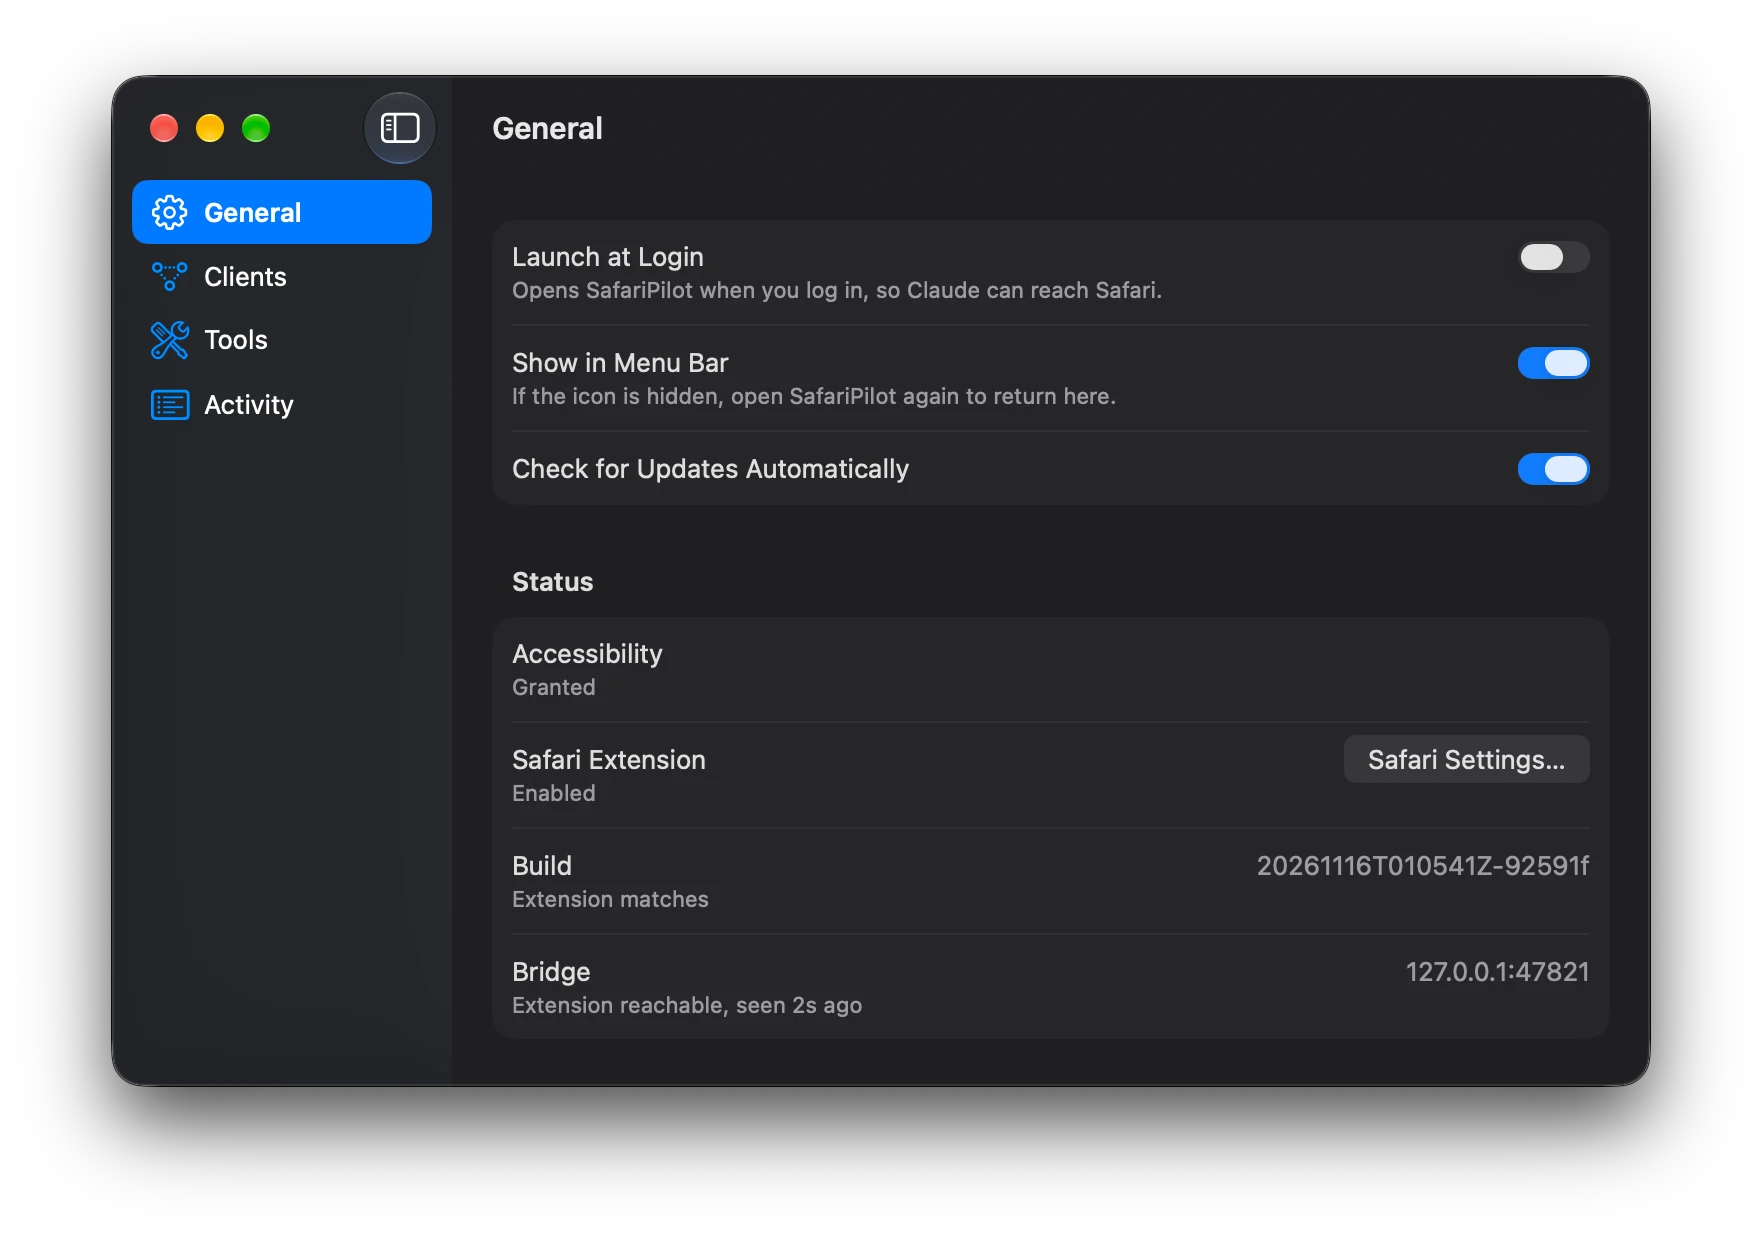 General
General
Clients
Tools
Activity
Launch at Login
Opens SafariPilot when you log in, so Claude can reach Safari.
Show in Menu Bar
If the icon is hidden, open SafariPilot again to return here.
Check for Updates Automatically
Status
Accessibility
Granted
Safari Extension
Safari Settings...
Enabled
Build
20261116T010541Z-92591f
Extension matches
Bridge
127.0.0.1:47821
Extension reachable, seen 2s ago